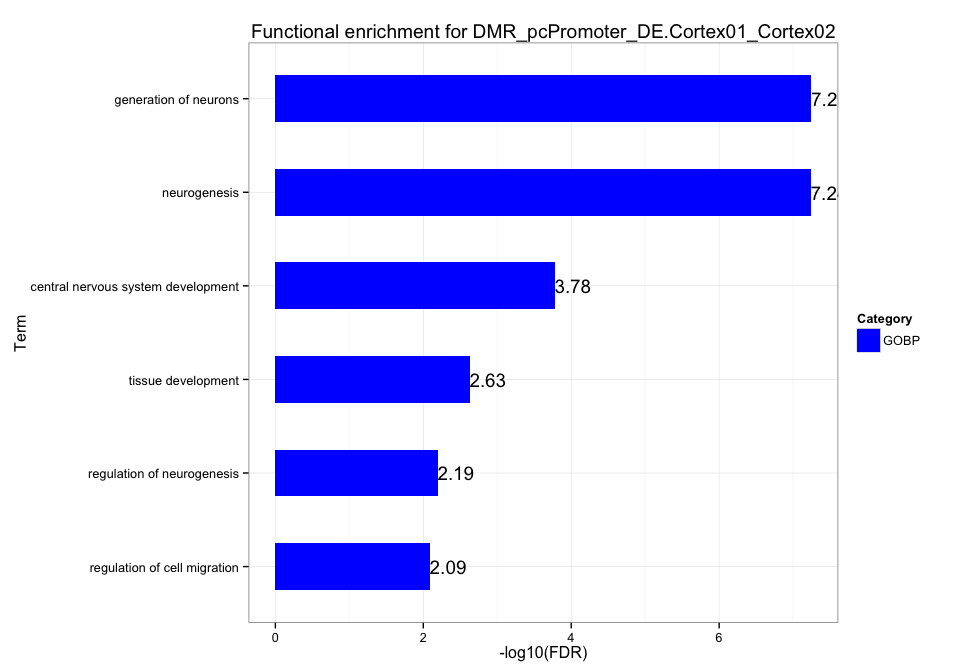 Functional enrichment for DMR_pcPromoter_DE.Cortex01_Cortex02
generation of neurons
7.2
neurogenesis
7.2
central nervous system development
3.78
tissue development
2.63
regulation of neurogenesis
2.19
regulation of cell migration
2.09
Term
0 2 4 6
-log10(FDR)
Category
GOBP